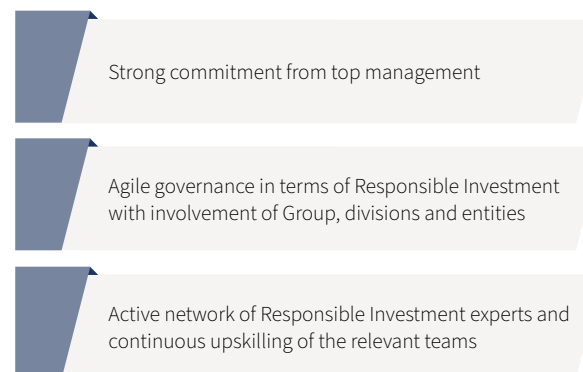 Strong commitment from top management
Agile governance in terms of Responsible Investment
with involvement of Group, divisions and entities
Active network of Responsible Investment experts and
continuous upskilling of the relevant teams